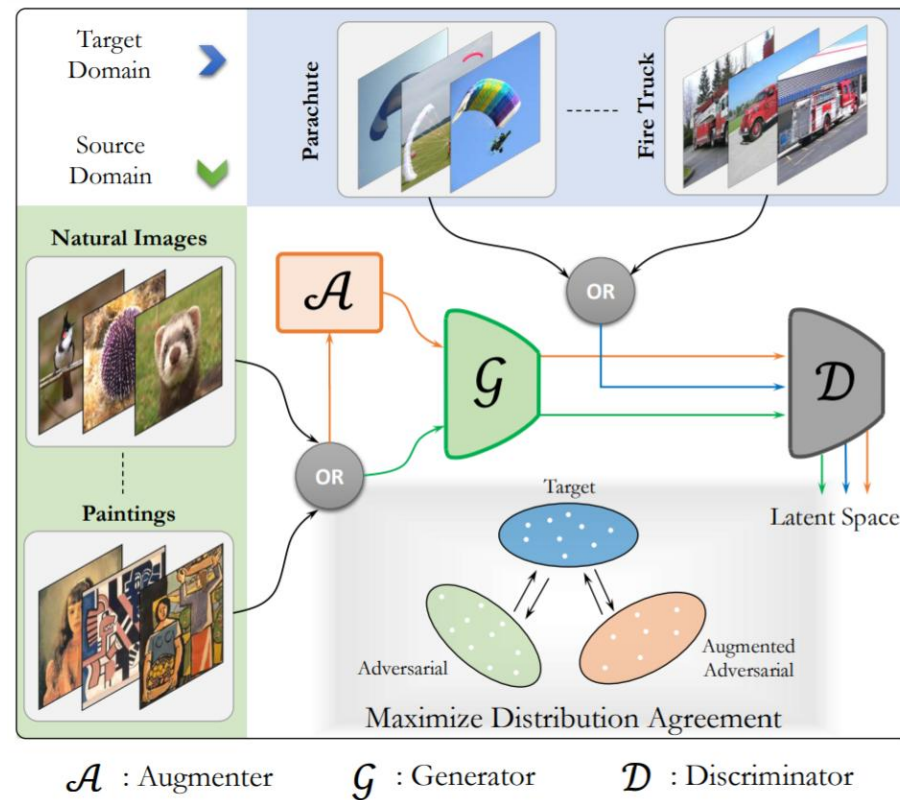 Target
Domain
Source
Domain
Parachute
Fire Truck
Natural Images
Paintings
𝒜
OR
OR
𝒢
𝒟
Latent Space
Target
Adversarial
Augmented
Adversarial
Maximize Distribution Agreement
𝒜 : Augmenter 𝒢 : Generator 𝒟 : Discriminator